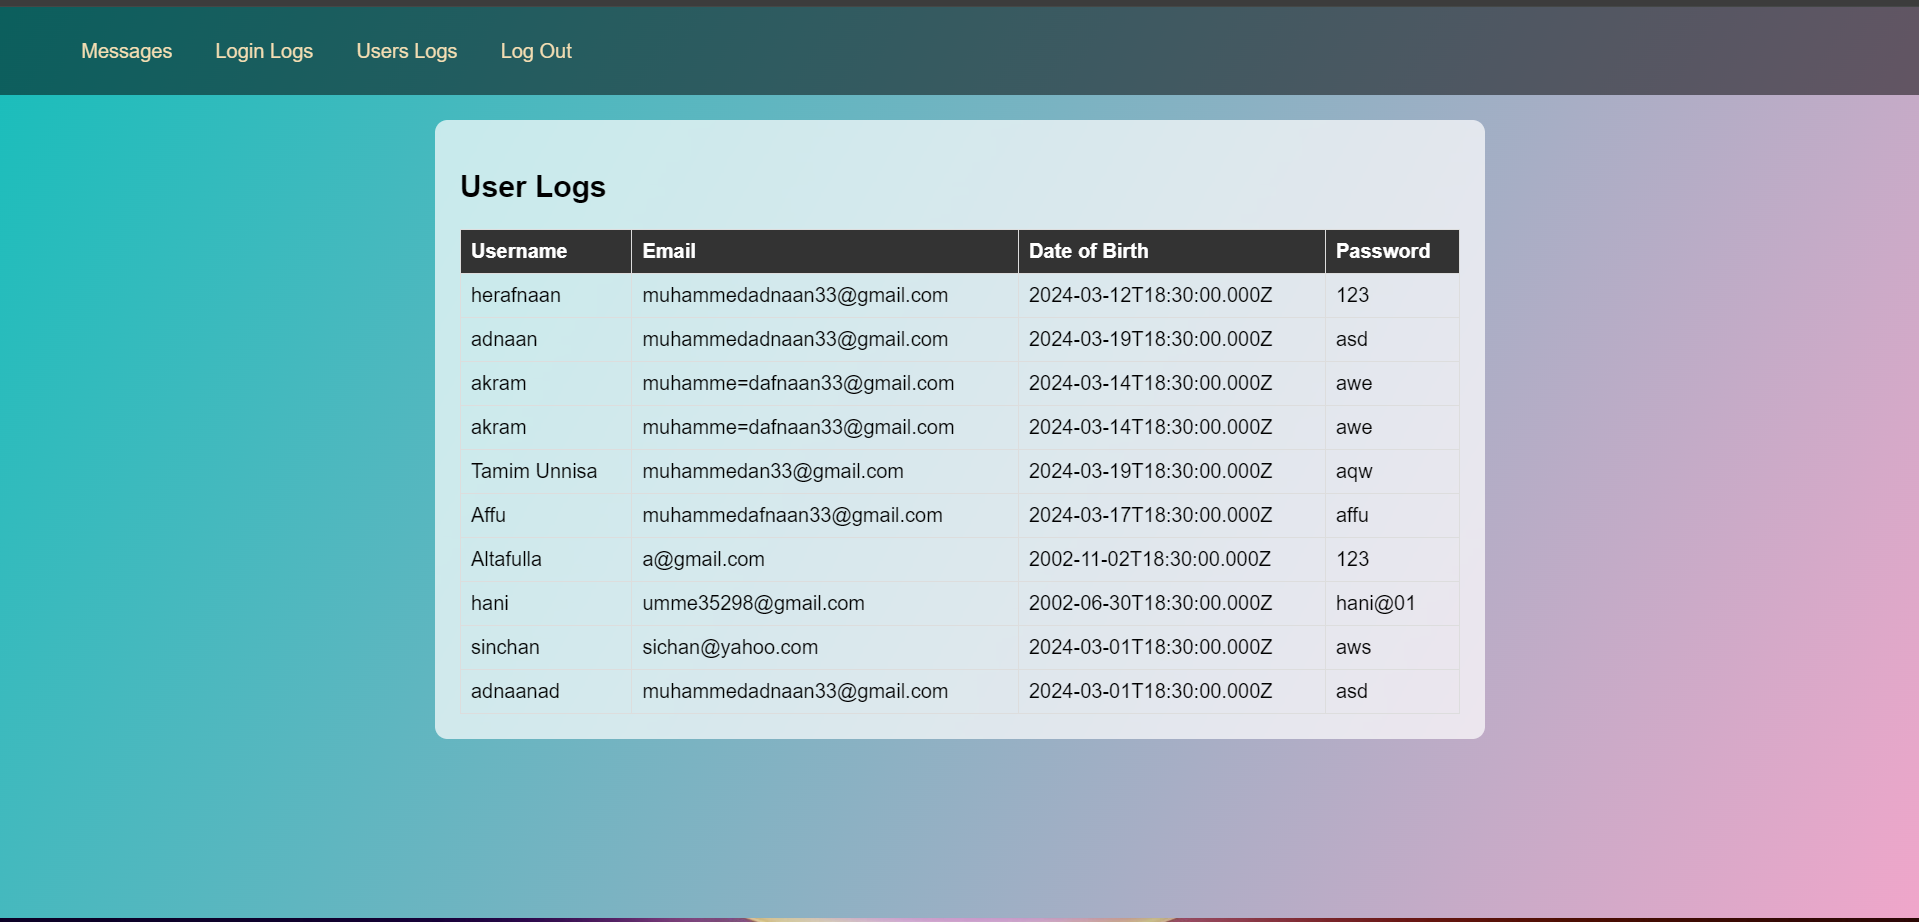 Messages Login Logs Users Logs Log Out
User Logs
Username Email Date of Birth Password
herafnaan muhammedadnaan33@gmail.com 2024-03-12T18:30:00.000Z 123
adnaan muhammedadnaan33@gmail.com 2024-03-19T18:30:00.000Z asd
akram muhamme=dafnaan33@gmail.com 2024-03-14T18:30:00.000Z awe
akram muhamme=dafnaan33@gmail.com 2024-03-14T18:30:00.000Z awe
Tamim Unnisa muhammedan33@gmail.com 2024-03-19T18:30:00.000Z aqw
Affu muhammedafnaan33@gmail.com 2024-03-17T18:30:00.000Z affu
Altafulla a@gmail.com 2002-11-02T18:30:00.000Z 123
hani umme35298@gmail.com 2002-06-30T18:30:00.000Z hani@01
sinchan sichan@yahoo.com 2024-03-01T18:30:00.000Z aws
adnaanad muhammedadnaan33@gmail.com 2024-03-01T18:30:00.000Z asd